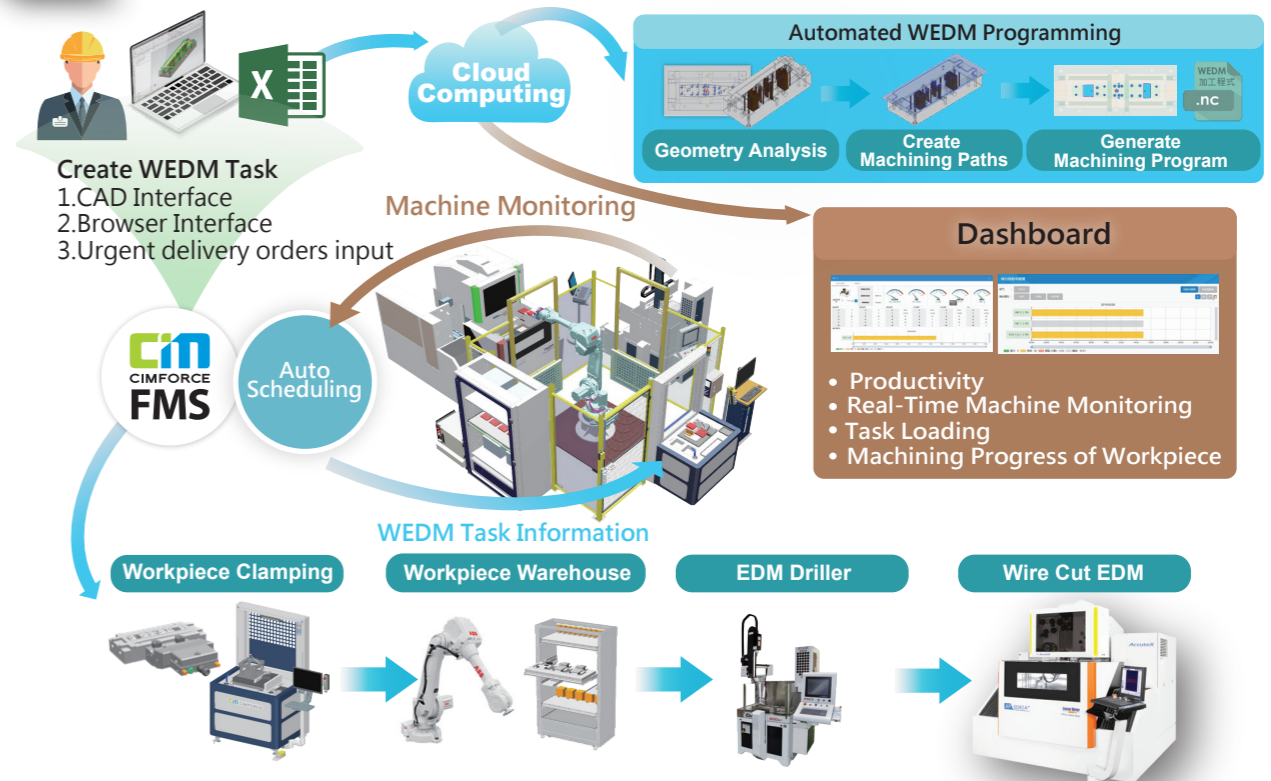 Automated WEDM Programming
X
Cloud
Computing
WEDM
加工程式
.nc
Geometry Analysis
Create
Machining Paths
Generate
Machining Program
Create WEDM Task
1.CAD Interface
2.Browser Interface
3.Urgent delivery orders input
Machine Monitoring
Dashboard
CIM
CIMFORCE
FMS
Auto
Scheduling
• Productivity
• Real-Time Machine Monitoring
• Task Loading
• Machining Progress of Workpiece
WEDM Task Information
Workpiece Clamping
Workpiece Warehouse
EDM Driller
Wire Cut EDM
ABB
Accutex